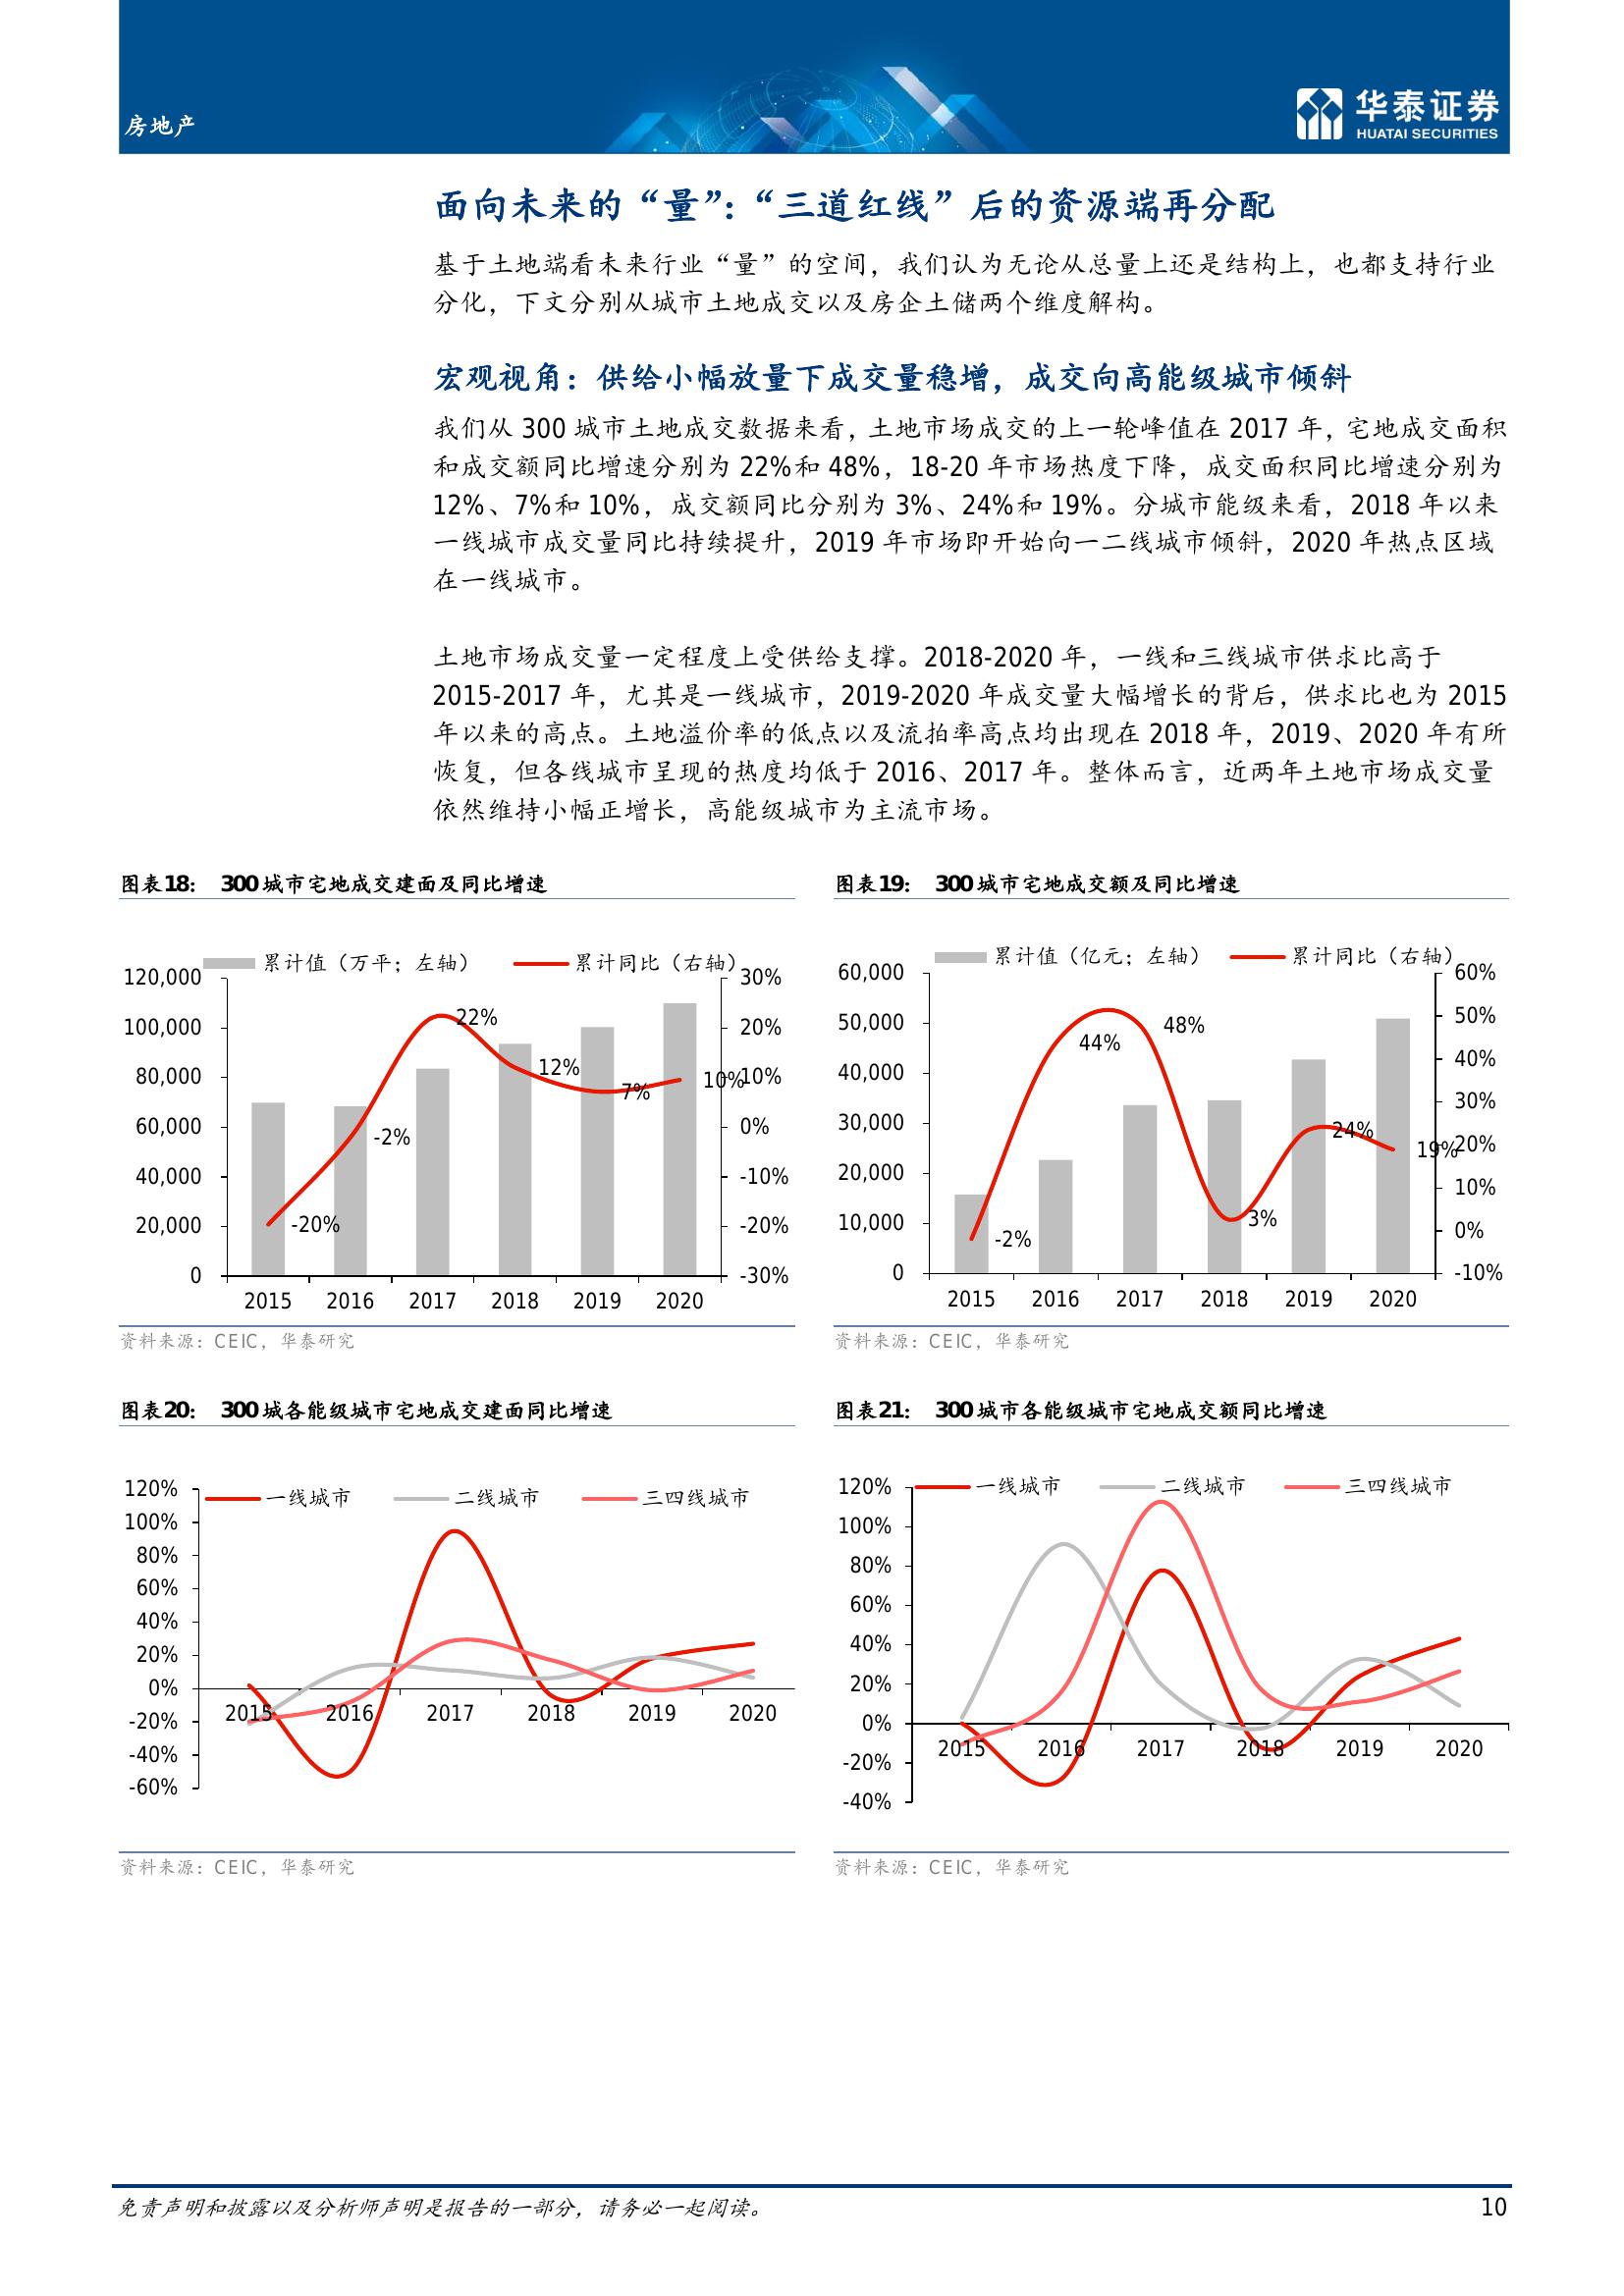 房地产
华泰证券
HUATAI SECURITIES
面向未来的“量”：“三道红线”后的资源端再分配
基于土地端看未来行业“量”的空间，我们认为无论从总量上还是结构上，也都支持行业
分化，下文分别从城市土地成交以及房企土储两个维度解构。
宏观视角：供给小幅放量下成交量稳增，成交向高能级城市倾斜
我们从 300 城市土地成交数据来看，土地市场成交的上一轮峰值在 2017 年，宅地成交面积
和成交额同比增速分别为 22%和 48%，18-20 年市场热度下降，成交面积同比增速分别为
12%、7%和 10%，成交额同比分别为 3%、24%和 19%。分城市能级来看，2018 年以来
一线城市成交量同比持续提升，2019 年市场即开始向一二线城市倾斜，2020 年热点区域
在一线城市。
土地市场成交量一定程度上受供给支撑。2018-2020 年，一线和三线城市供求比高于
2015-2017 年，尤其是一线城市，2019-2020 年成交量大幅增长的背后，供求比也为 2015
年以来的高点。土地溢价率的低点以及流拍率高点均出现在 2018 年，2019、2020 年有所
恢复，但各线城市呈现的热度均低于 2016、2017 年。整体而言，近两年土地市场成交量
依然维持小幅正增长，高能级城市为主流市场。
图表18： 300 城市宅地成交建面及同比增速
累计值（万平；左轴） 累计同比（右轴）
120,000
100,000
80,000
60,000
40,000
20,000
0
30%
20%
10%
0%
-10%
-20%
-30%
-20%
-2%
22%
12%
7%
10%
2015 2016 2017 2018 2019 2020
资料来源：CEIC，华泰研究
图表19： 300 城市宅地成交额及同比增速
累计值（亿元；左轴） 累计同比（右轴）
60,000
50,000
40,000
30,000
20,000
10,000
0
60%
50%
40%
30%
20%
10%
0%
-10%
-2%
44%
48%
3%
24%
19%
2015 2016 2017 2018 2019 2020
资料来源：CEIC，华泰研究
图表20： 300 城各能级城市宅地成交建面同比增速
一线城市 二线城市 三四线城市
120%
100%
80%
60%
40%
20%
0%
-20%
-40%
-60%
2015 2016 2017 2018 2019 2020
资料来源：CEIC，华泰研究
图表21： 300 城市各能级城市宅地成交额同比增速
一线城市 二线城市 三四线城市
120%
100%
80%
60%
40%
20%
0%
-20%
-40%
2015 2016 2017 2018 2019 2020
资料来源：CEIC，华泰研究
免责声明和披露以及分析师声明是报告的一部分，请务必一起阅读。 10